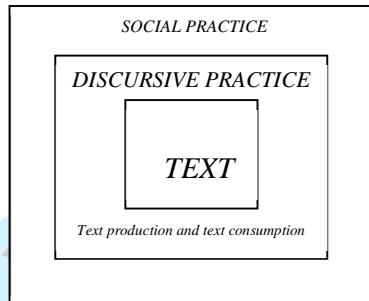 SOCIAL PRACTICE
DISCURSIVE PRACTICE
TEXT
Text production and text consumption